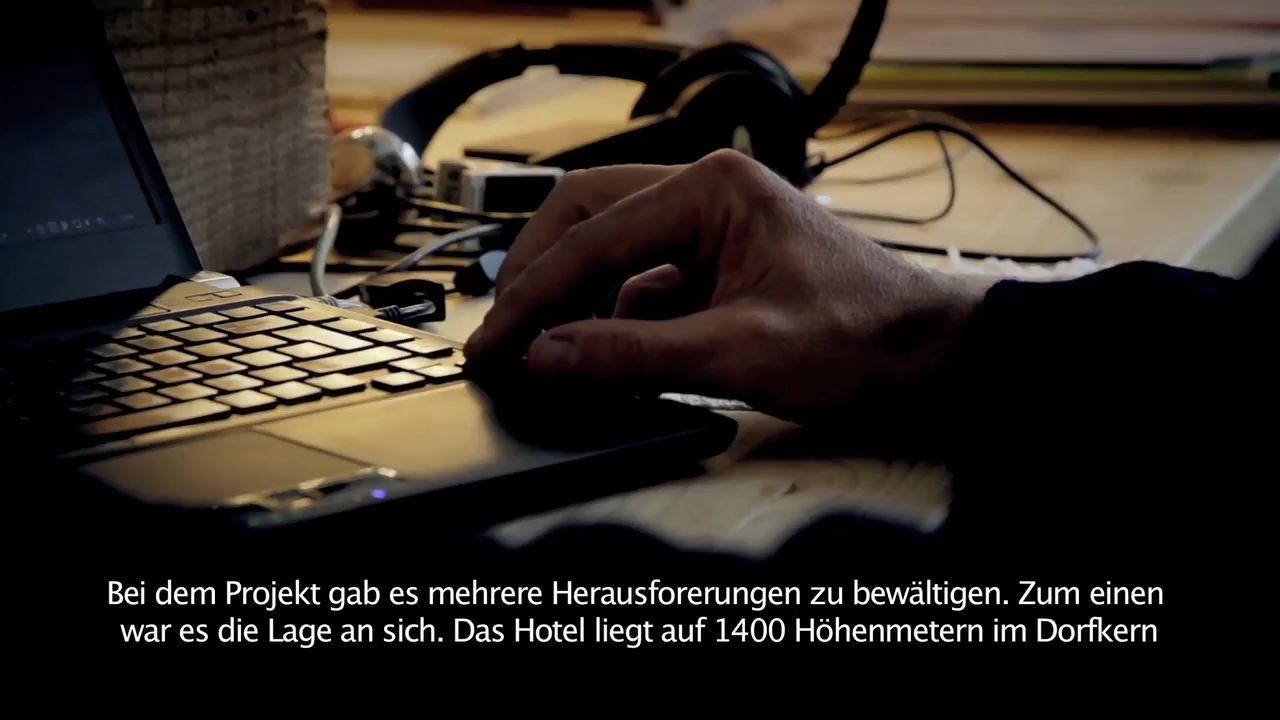 Bei dem Projekt gab es mehrere Herausforerungen zu bewältigen. Zum einen
war es die Lage an sich. Das Hotel liegt auf 1400 Höhenmetern im Dorfkern